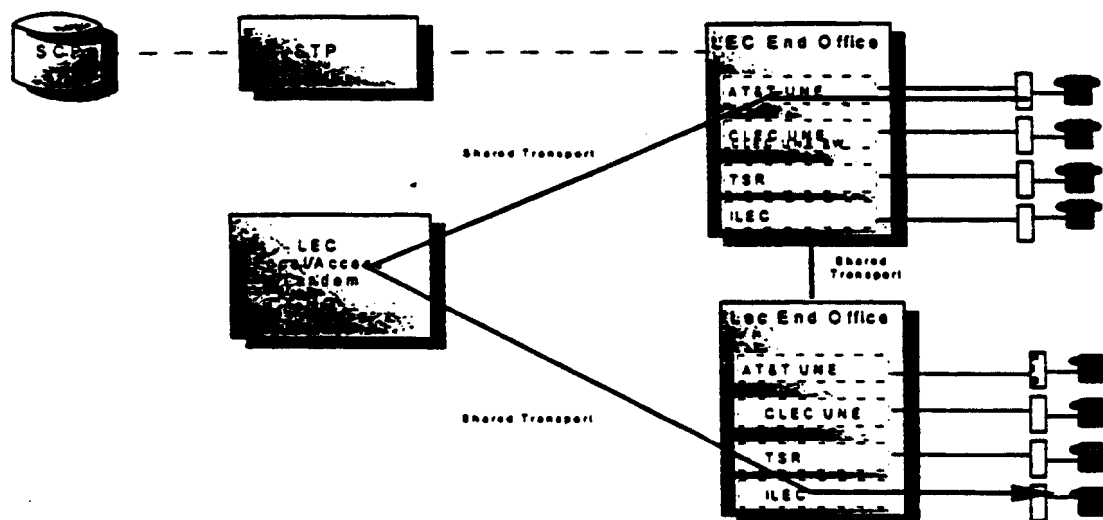 SCP
STP
LEC End Office
AT&T UNE
CLEC UNE
TSR
ILEC
Shared Transport
LEC
Tandem
Shared
Transport
Lec End Office
AT&T UNE
CLEC UNE
TSR
ILEC
Shared Transport